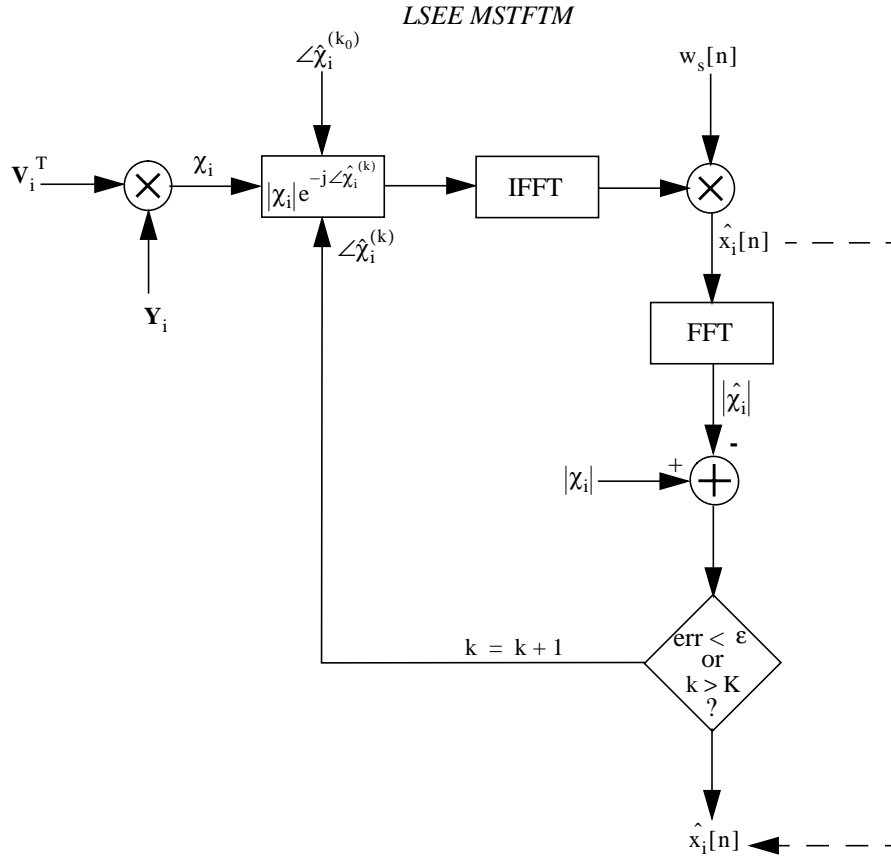 LSEE MSTFTM
∠χ̂ᵢ^(k₀)
wₛ[n]
Vᵢᵀ
χᵢ
|χᵢ|e^(−j∠χ̂ᵢ^(k))
IFFT
∠χ̂ᵢ^(k)
x̂ᵢ[n]
Yᵢ
FFT
|χ̂ᵢ|
-
+
|χᵢ|
k = k + 1
err < ε
or
k > K
?
x̂ᵢ[n]